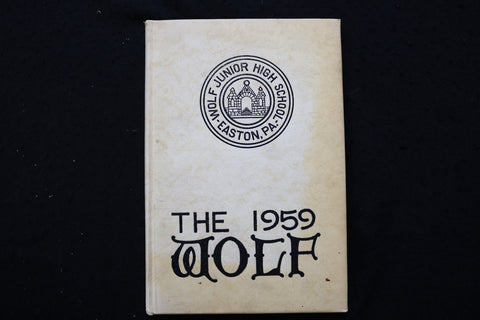 WOLF JUNIOR HIGH SCHOOL
-EASTON, PA.-
THE 1959
WOLF